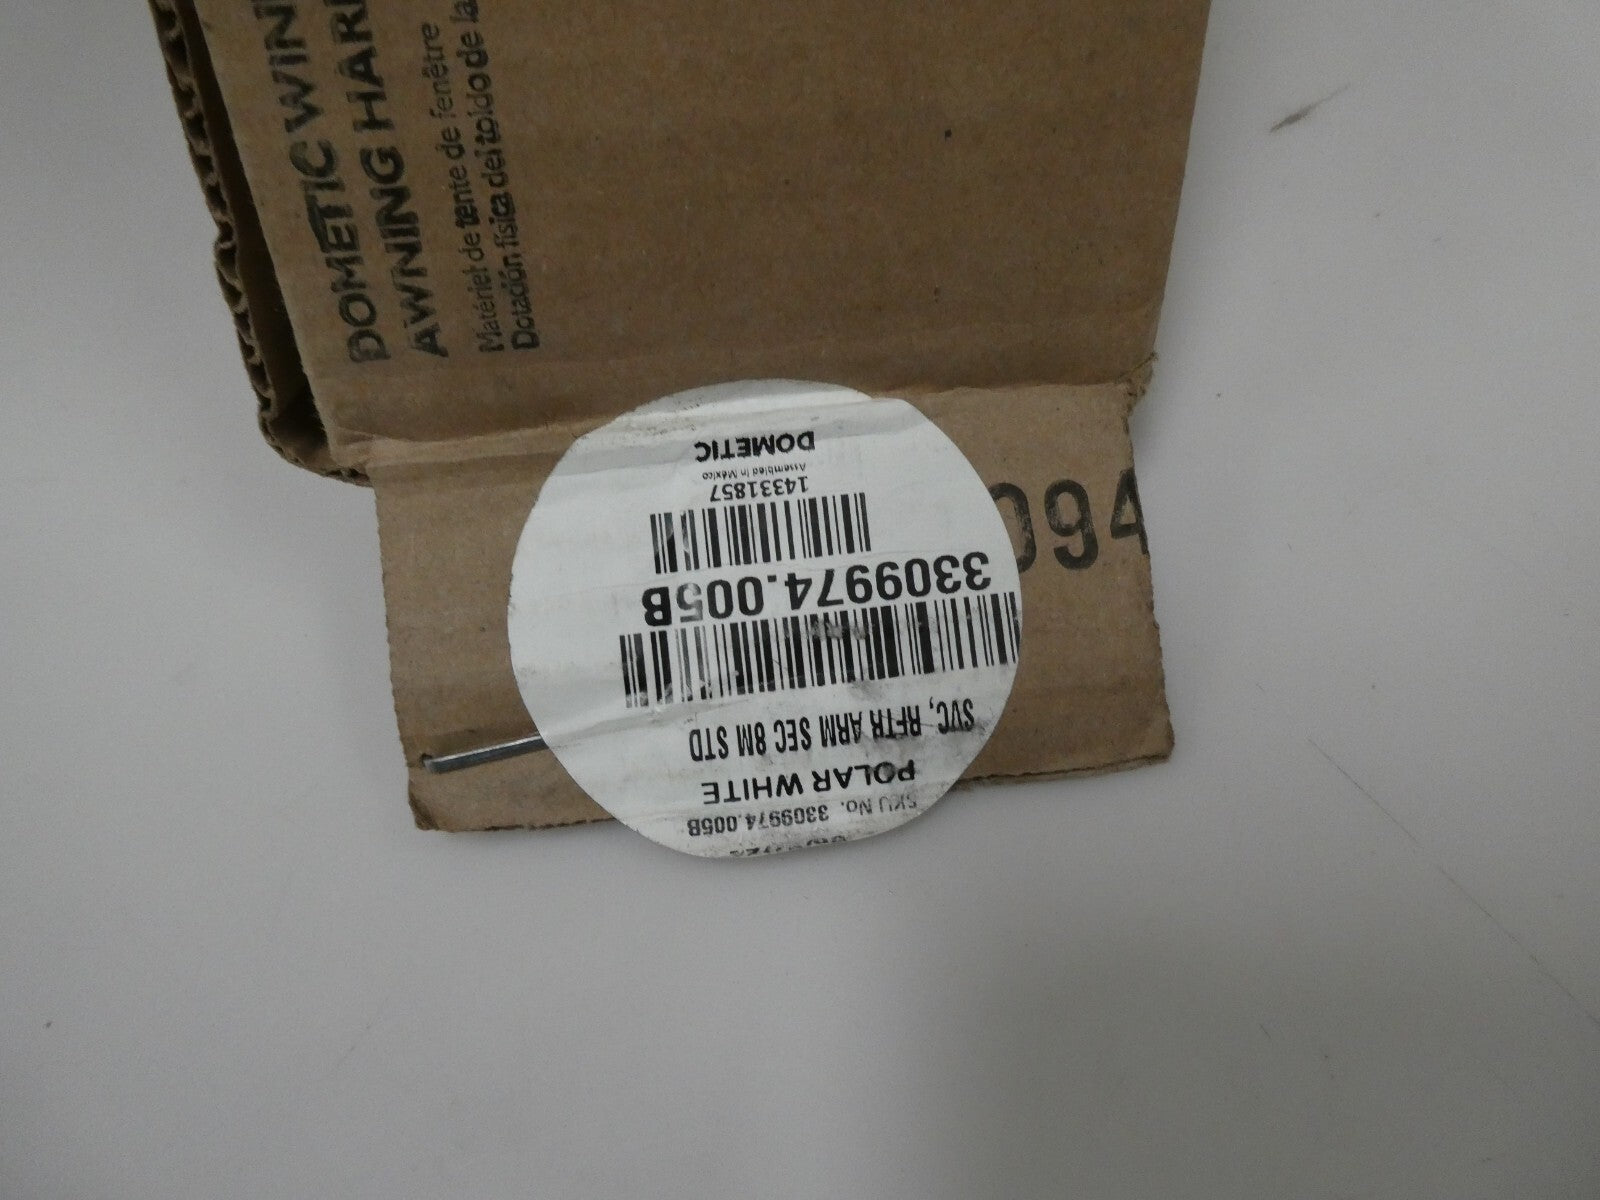 DOMETIC WIN
AWNING HAR
Matériel de tente de fenêtre
Dotación física del toldo de la
094
SKU No. 3309974.005B
POLAR WHITE
SVC, RFTR ARM SEC 8M STD
3309974.005B
14331857
Assembled in México
DOMETIC